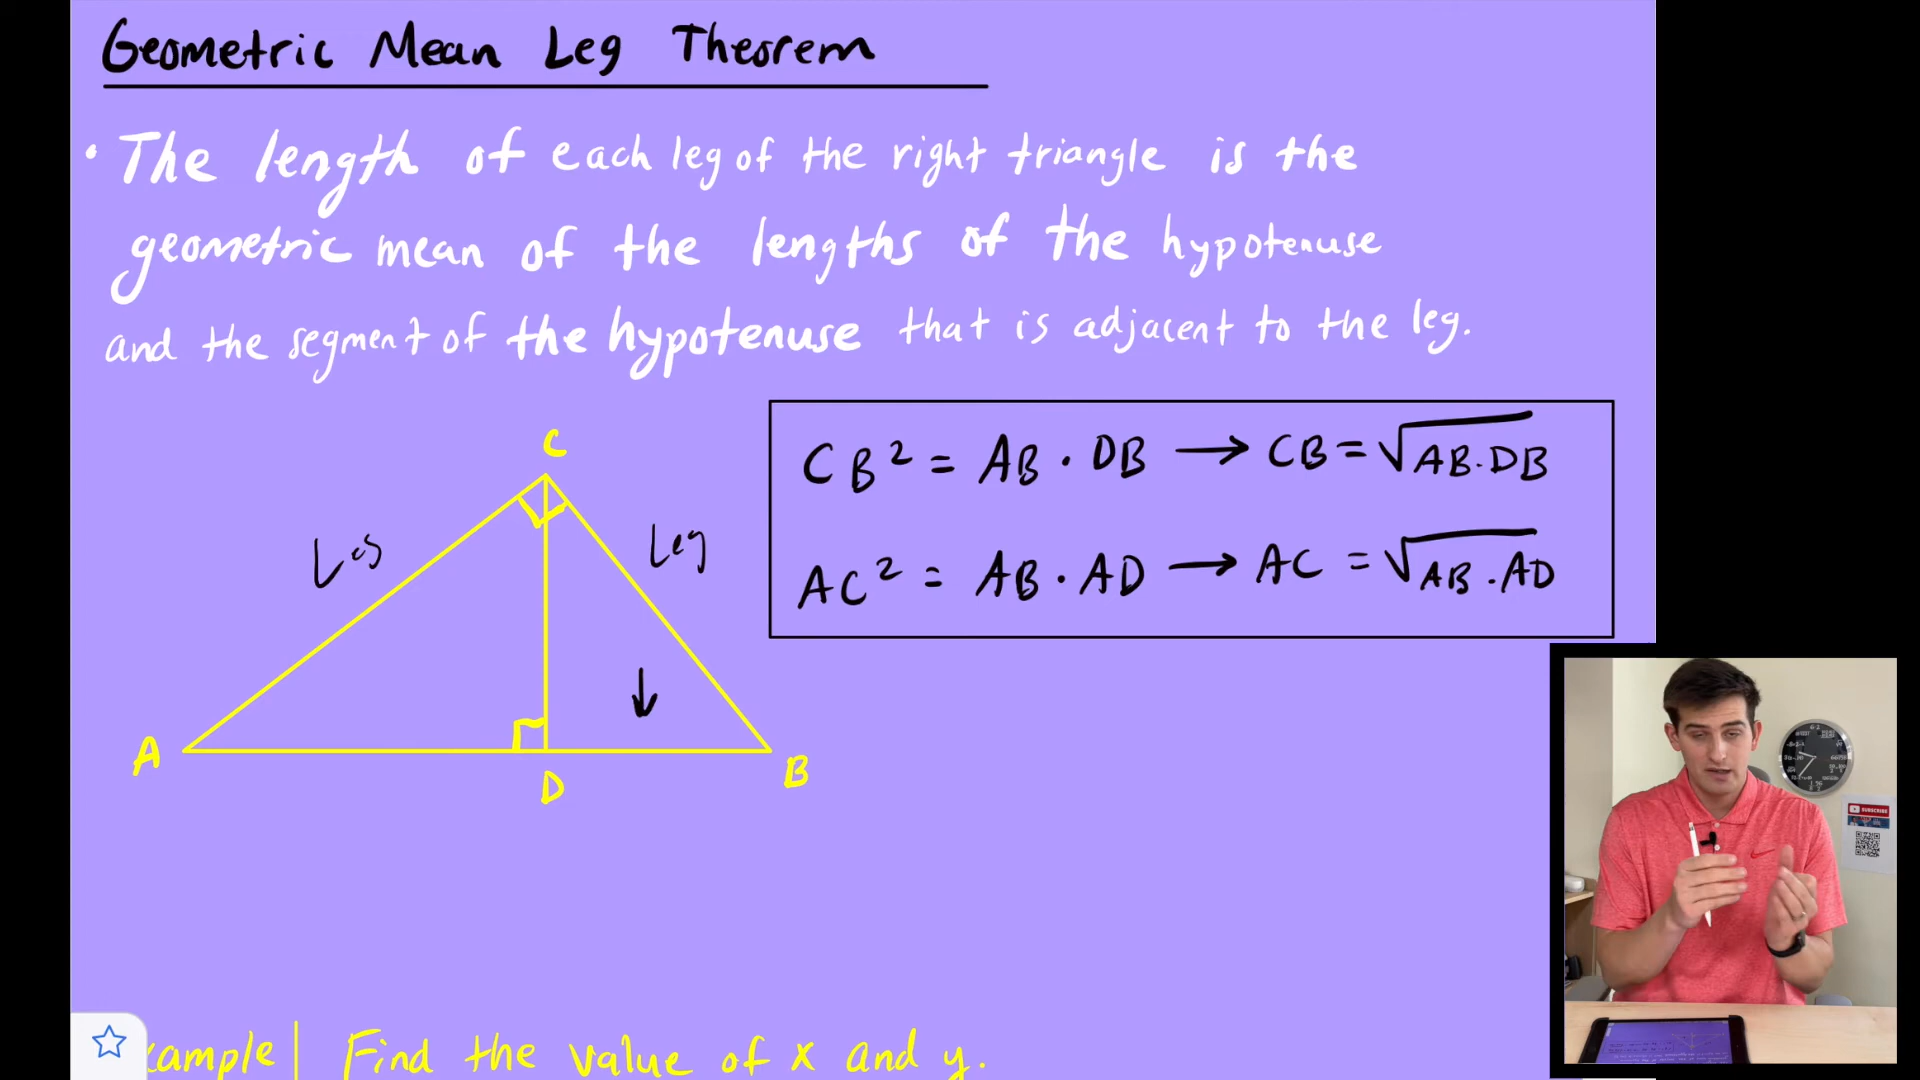 Geometric Mean Leg Theorem
• The length of each leg of the right triangle is the
geometric mean of the lengths of the hypotenuse
and the segment of the hypotenuse that is adjacent to the leg.
C
CB² = AB · DB → CB = √AB·DB
Leg
Leg
AC² = AB · AD → AC = √AB·AD
↓
A
D
B
SUBSCRIBE
xample | Find the value of x and y.